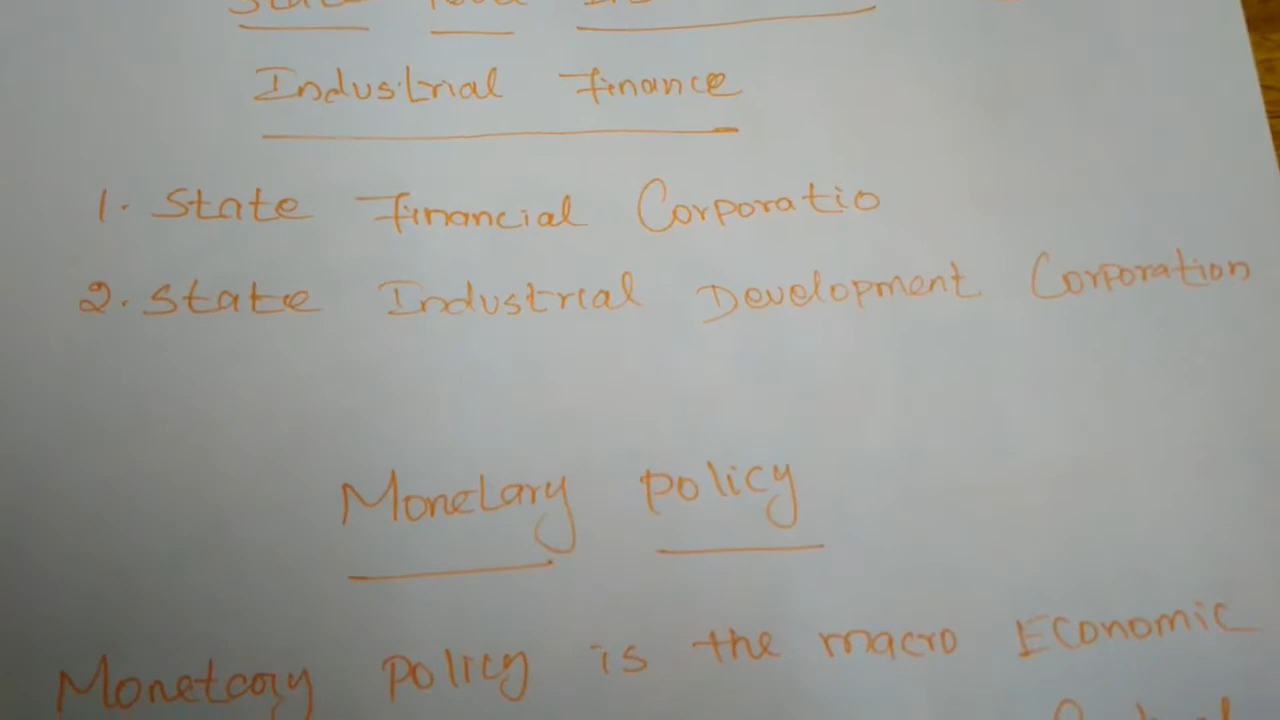 State
Industrial Finance
1. State Financial Corporatio
2. State Industrial Development Corporation
Monetary policy
Monetary policy is the macro Economic